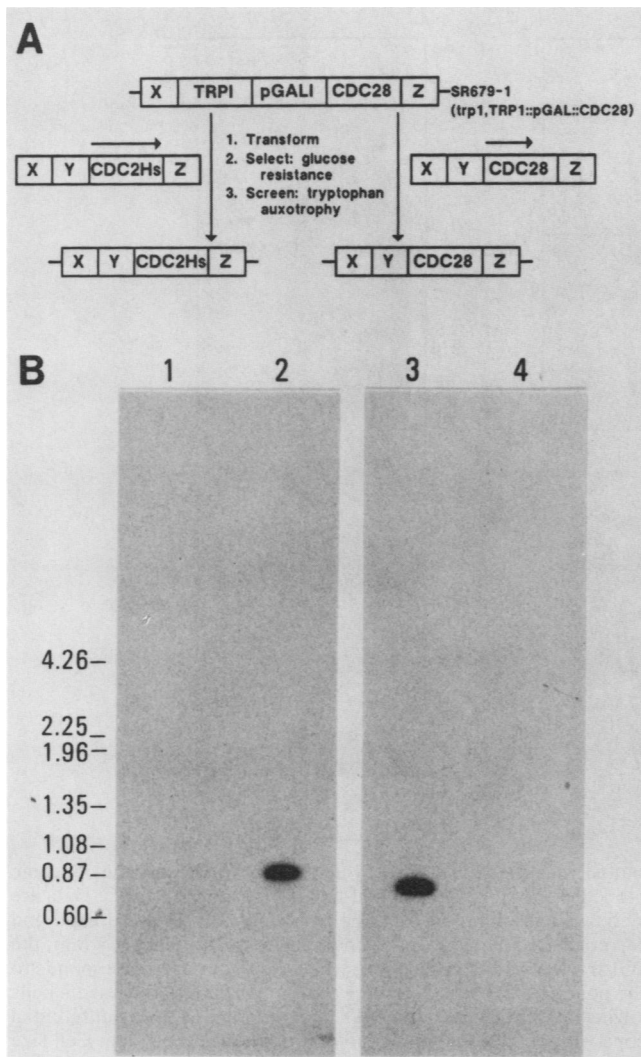 A
X TRPI pGALI CDC28 Z SR679-1
(trp1,TRP1::pGAL::CDC28)
1. Transform
2. Select: glucose
resistance
3. Screen: tryptophan
auxotrophy
X Y CDC2Hs Z
X Y CDC28 Z
X Y CDC2Hs Z
X Y CDC28 Z
B
1 2 3 4
4.26–
2.25–
1.96–
1.35–
1.08–
0.87–
0.60–